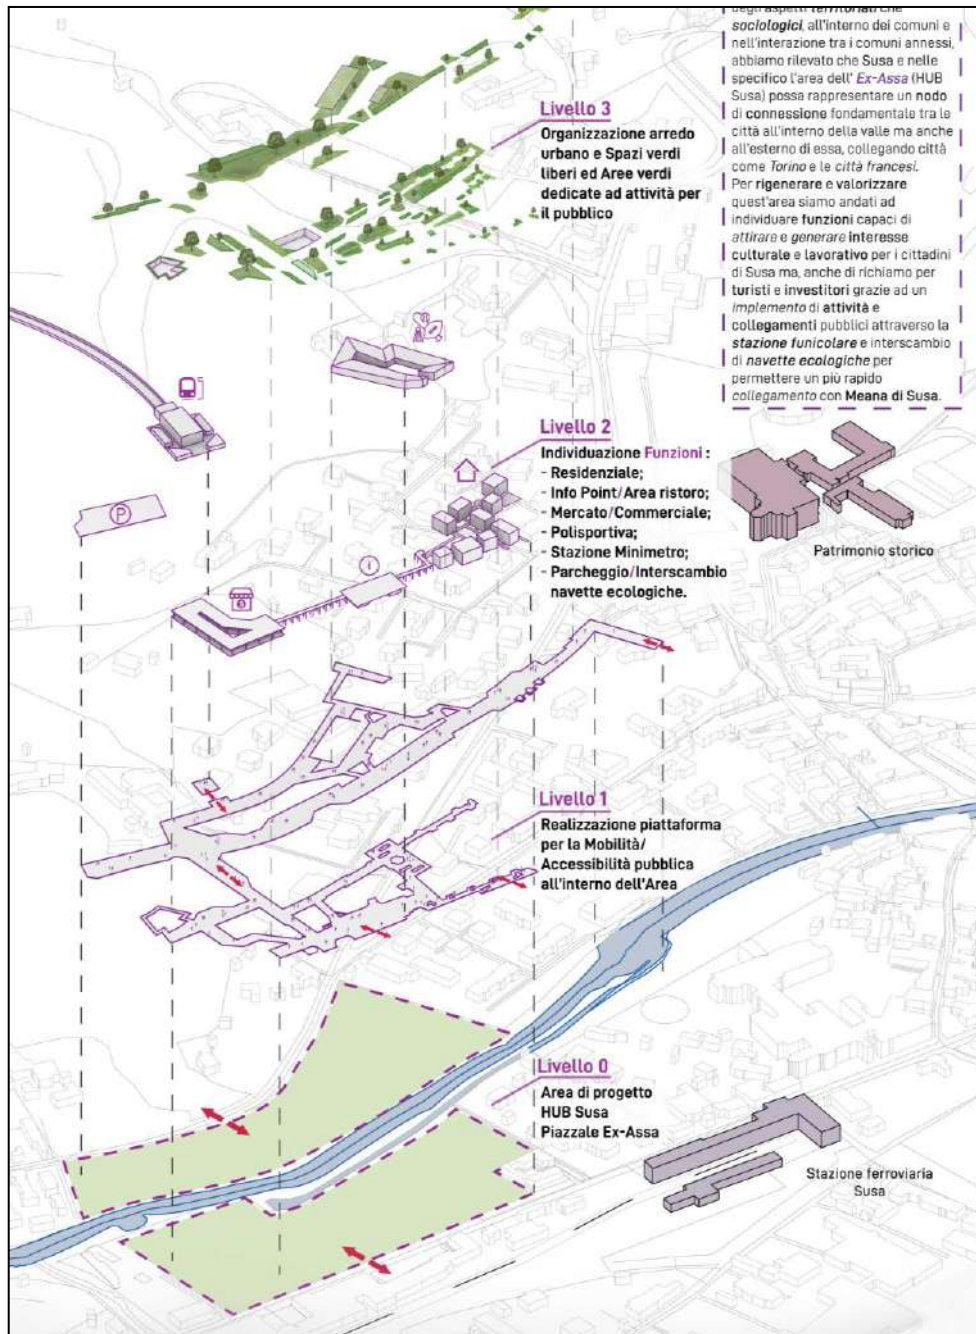 degli aspetti territoriali che
sociologici, all'interno dei comuni e
nell'interazione tra i comuni annessi,
abbiamo rilevato che Susa e nelle
specifico l'area dell' Ex-Assa (HUB
Susa) possa rappresentare un nodo
di connessione fondamentale tra le
città all'interno della valle ma anche
all'esterno di essa, collegando città
come Torino e le città francesi.
Per rigenerare e valorizzare
quest'area siamo andati ad
individuare funzioni capaci di
attirare e generare interesse
culturale e lavorativo per i cittadini
di Susa ma, anche di richiamo per
turisti e investitori grazie ad un
implemento di attività e
collegamenti pubblici attraverso la
stazione funicolare e interscambio
di navette ecologiche per
permettere un più rapido
collegamento con Meana di Susa.
Livello 3
Organizzazione arredo
urbano e Spazi verdi
liberi ed Aree verdi
dedicate ad attività per
il pubblico
Livello 2
Individuazione Funzioni :
- Residenziale;
- Info Point/Area ristoro;
- Mercato/Commerciale;
- Polisportiva;
- Stazione Minimetro;
- Parcheggio/Interscambio
navette ecologiche.
Patrimonio storico
P
i
Livello 1
Realizzazione piattaforma
per la Mobilità/
Accessibilità pubblica
all'interno dell'Area
Livello 0
Area di progetto
HUB Susa
Piazzale Ex-Assa
Stazione ferroviaria
Susa